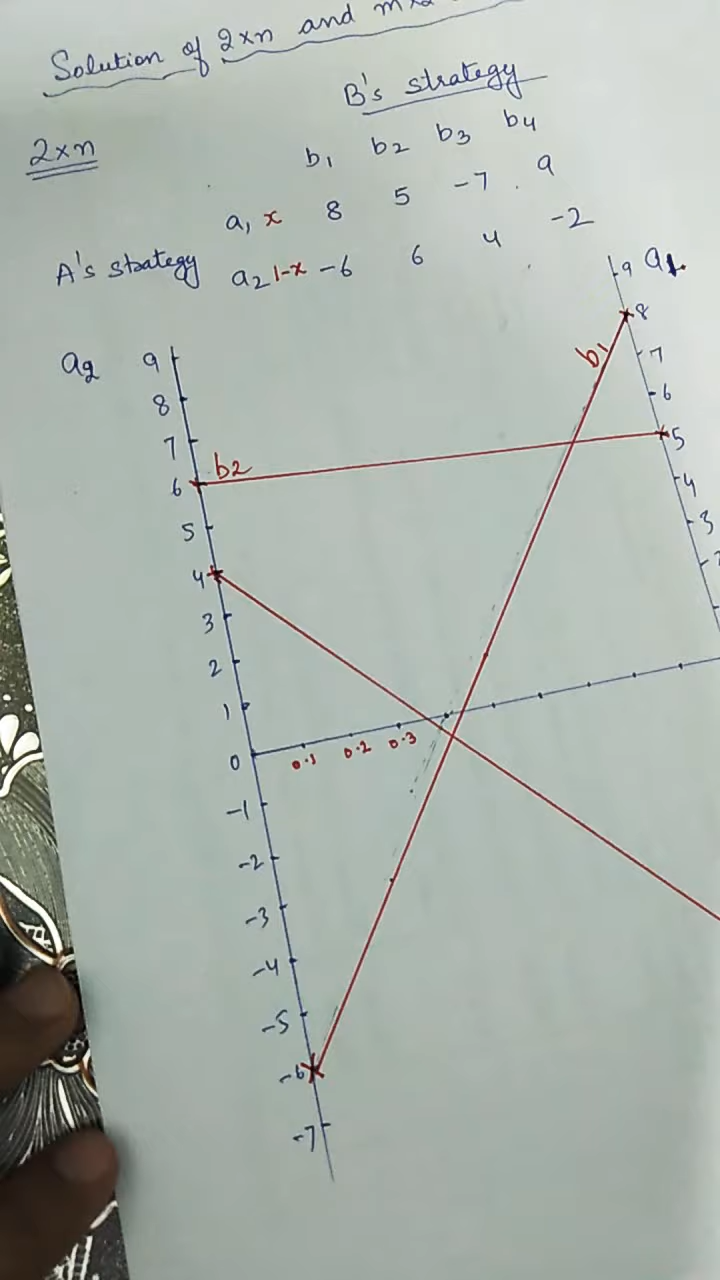 Solution of 2×n and m×2
B's strategy
2×n
b1 b2 b3 b4
a1 x 8 5 -7 9
A's strategy a2 1-x -6 6 4 -2
a2
9
8
7
6 b2
5
4
3
2
1
0
0.1 0.2 0.3
-1
-2
-3
-4
-5
-6
-7
9 a1
8
b1
7
6
5
4
3